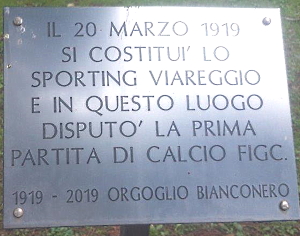 IL 20 MARZO 1919
SI COSTITUI' LO
SPORTING VIAREGGIO
E IN QUESTO LUOGO
DISPUTO' LA PRIMA
PARTITA DI CALCIO FIGC.
1919 - 2019 ORGOGLIO BIANCONERO